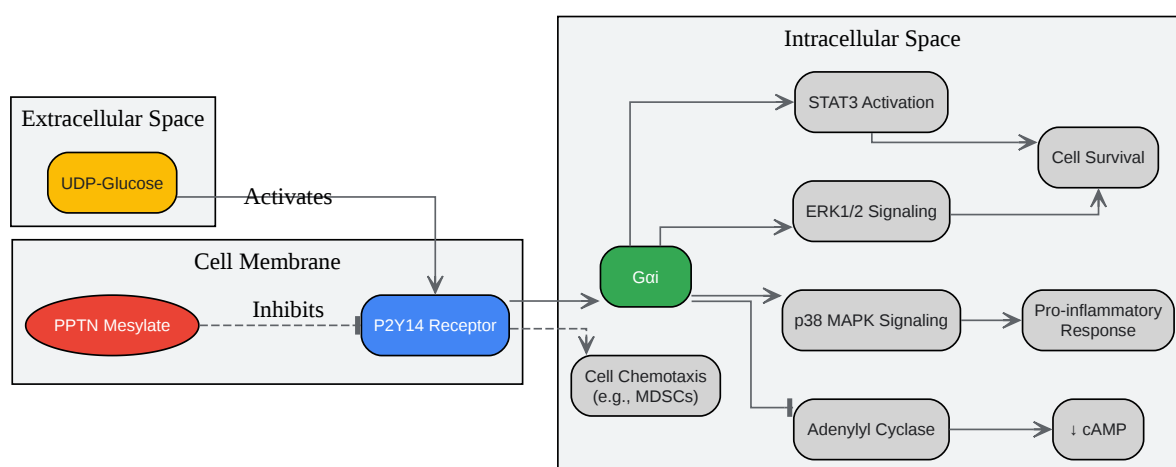 Extracellular Space
UDP-Glucose
Activates
Cell Membrane
PPTN Mesylate
Inhibits
P2Y14 Receptor
Intracellular Space
STAT3 Activation
Cell Survival
ERK1/2 Signaling
Gαi
p38 MAPK Signaling
Pro-inflammatory
Response
Cell Chemotaxis
(e.g., MDSCs)
Adenylyl Cyclase
↓ cAMP